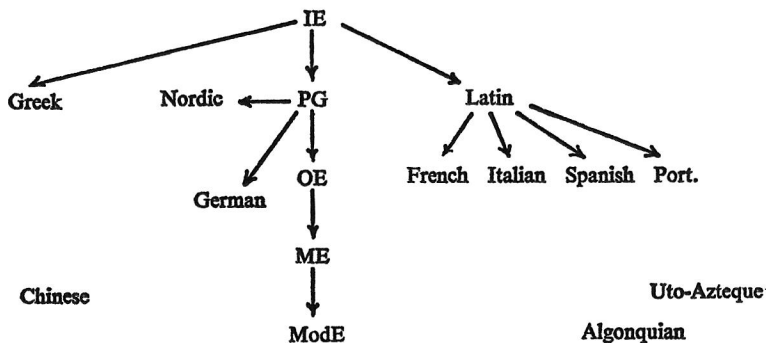 IE
Greek Nordic PG Latin
French Italian Spanish Port.
OE
German
ME
Chinese Uto-Azteque
ModE Algonquian